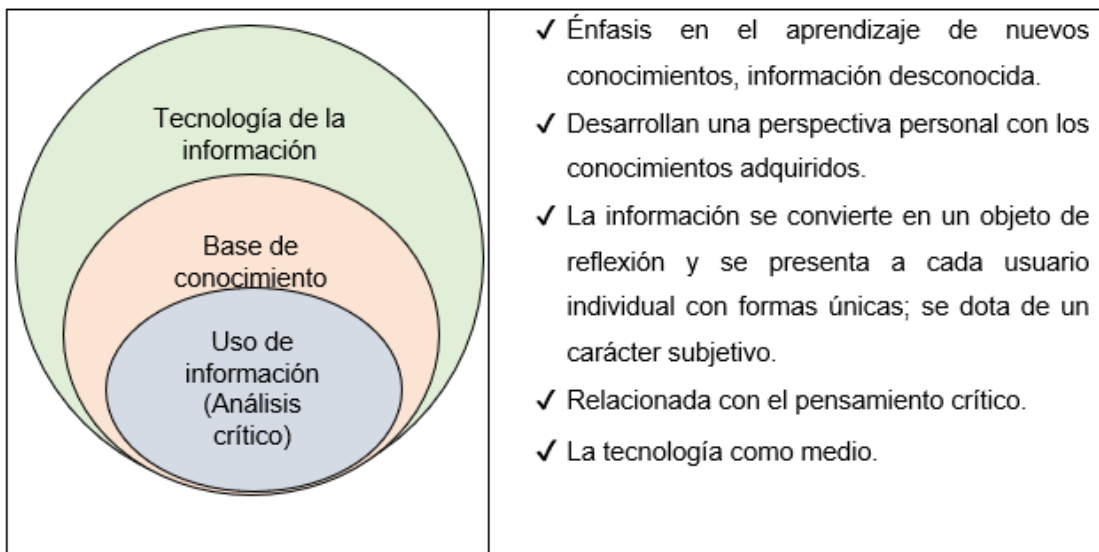 Tecnología de la
información
Base de
conocimiento
Uso de
información
(Análisis
crítico)
✓ Énfasis en el aprendizaje de nuevos
conocimientos, información desconocida.
✓ Desarrollan una perspectiva personal con los
conocimientos adquiridos.
✓ La información se convierte en un objeto de
reflexión y se presenta a cada usuario
individual con formas únicas; se dota de un
carácter subjetivo.
✓ Relacionada con el pensamiento crítico.
✓ La tecnología como medio.